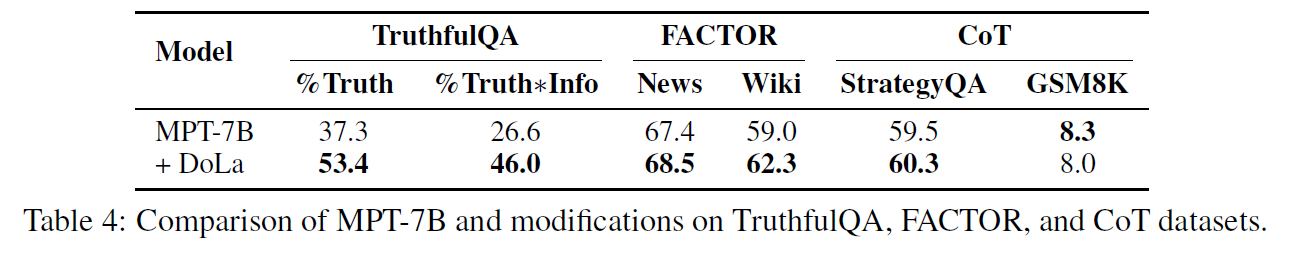 Model TruthfulQA FACTOR CoT
%Truth %Truth∗Info News Wiki StrategyQA GSM8K
MPT-7B 37.3 26.6 67.4 59.0 59.5 8.3
+ DoLa 53.4 46.0 68.5 62.3 60.3 8.0
Table 4: Comparison of MPT-7B and modifications on TruthfulQA, FACTOR, and CoT datasets.